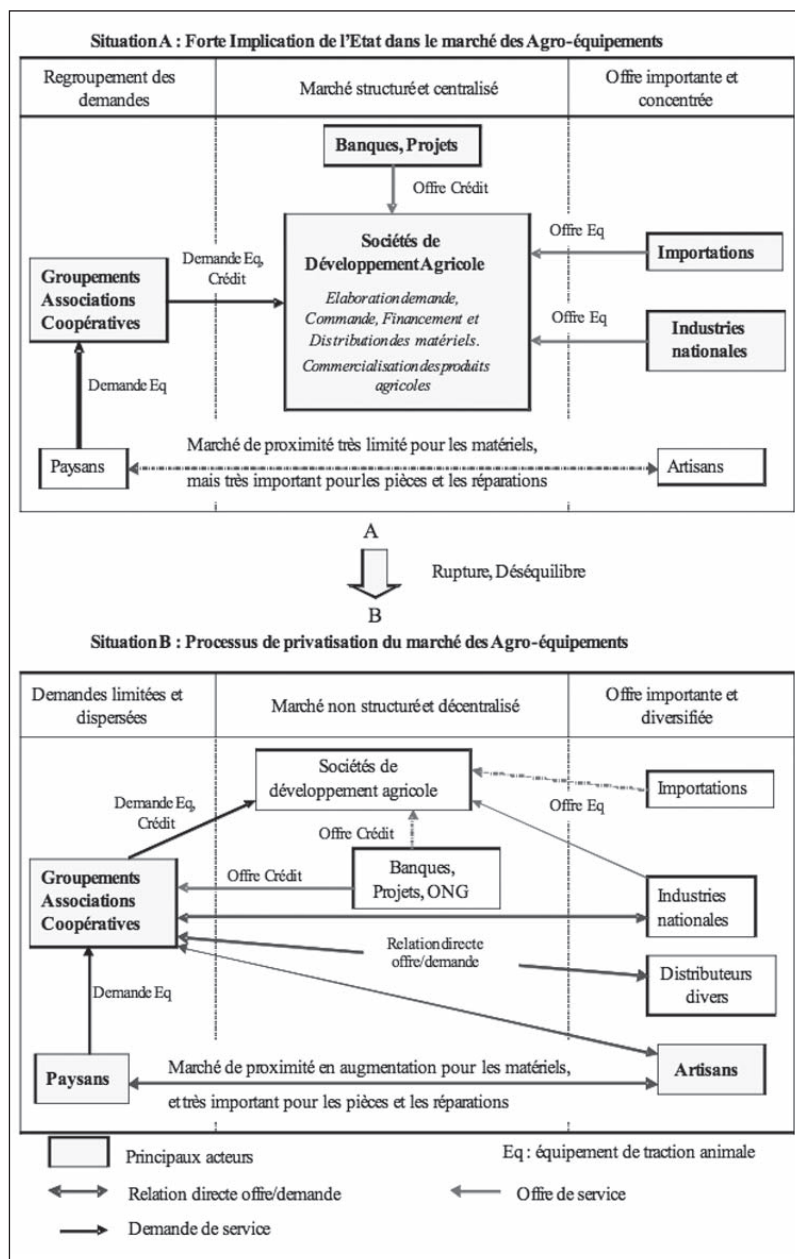 Situation A : Forte Implication de l'Etat dans le marché des Agro-équipements
Regroupement des
demandes
Marché structuré et centralisé
Offre importante et
concentrée
Banques, Projets
Offre Crédit
Sociétés de
Développement Agricole
Elaboration demande,
Commande, Financement et
Distribution des matériels.
Commercialisation des produits
agricoles
Demande Eq,
Crédit
Offre Eq
Importations
Groupements
Associations
Coopératives
Offre Eq
Industries
nationales
Demande Eq
Paysans
Marché de proximité très limité pour les matériels,
mais très important pour les pièces et les réparations
Artisans
A
Rupture, Déséquilibre
B
Situation B : Processus de privatisation du marché des Agro-équipements
Demandes limitées et
dispersées
Marché non structuré et décentralisé
Offre importante et
diversifiée
Sociétés de
développement agricole
Demande Eq,
Crédit
Importations
Offre Eq
Offre Crédit
Groupements
Associations
Coopératives
Offre Crédit
Banques,
Projets, ONG
Industries
nationales
Relation directe
offre/demande
Distributeurs
divers
Demande Eq
Paysans
Marché de proximité en augmentation pour les matériels,
et très important pour les pièces et les réparations
Artisans
Principaux acteurs
Eq : équipement de traction animale
Relation directe offre/demande
Offre de service
Demande de service